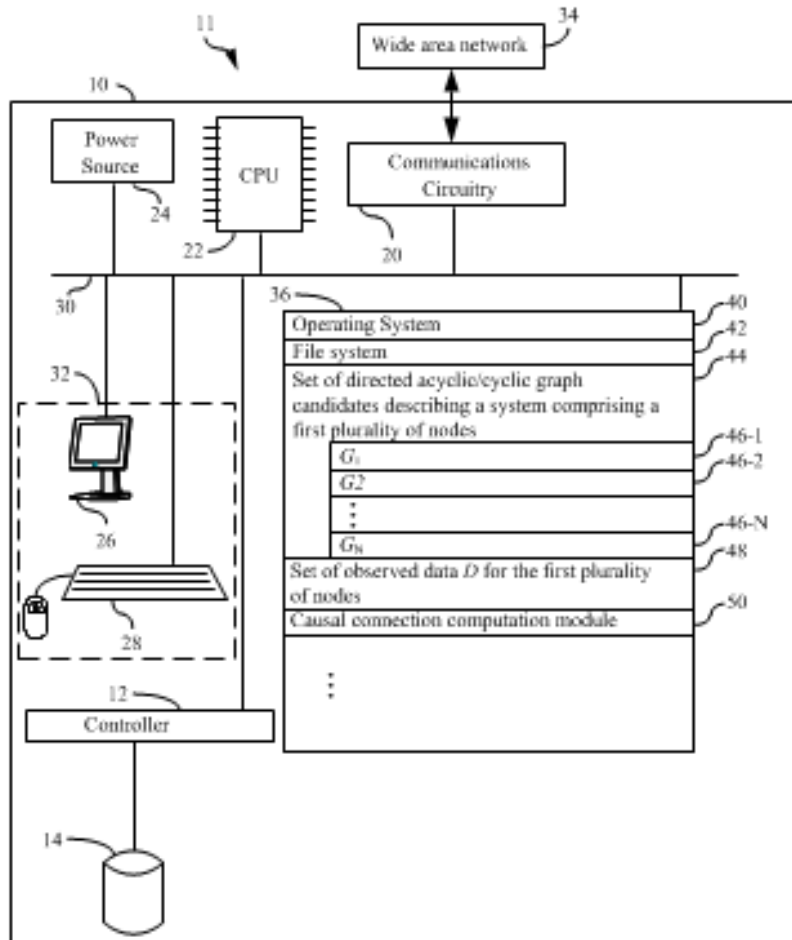 11
Wide area network
34
10
Power
Source
24
CPU
22
Communications
Circuitry
20
30
36
Operating System
40
File system
42
Set of directed acyclic/cyclic graph
candidates describing a system comprising a
first plurality of nodes
44
G₁
46-1
G2
46-2
⋮
G_N
46-N
Set of observed data D for the first plurality
of nodes
48
Causal connection computation module
50
⋮
32
26
28
12
Controller
14